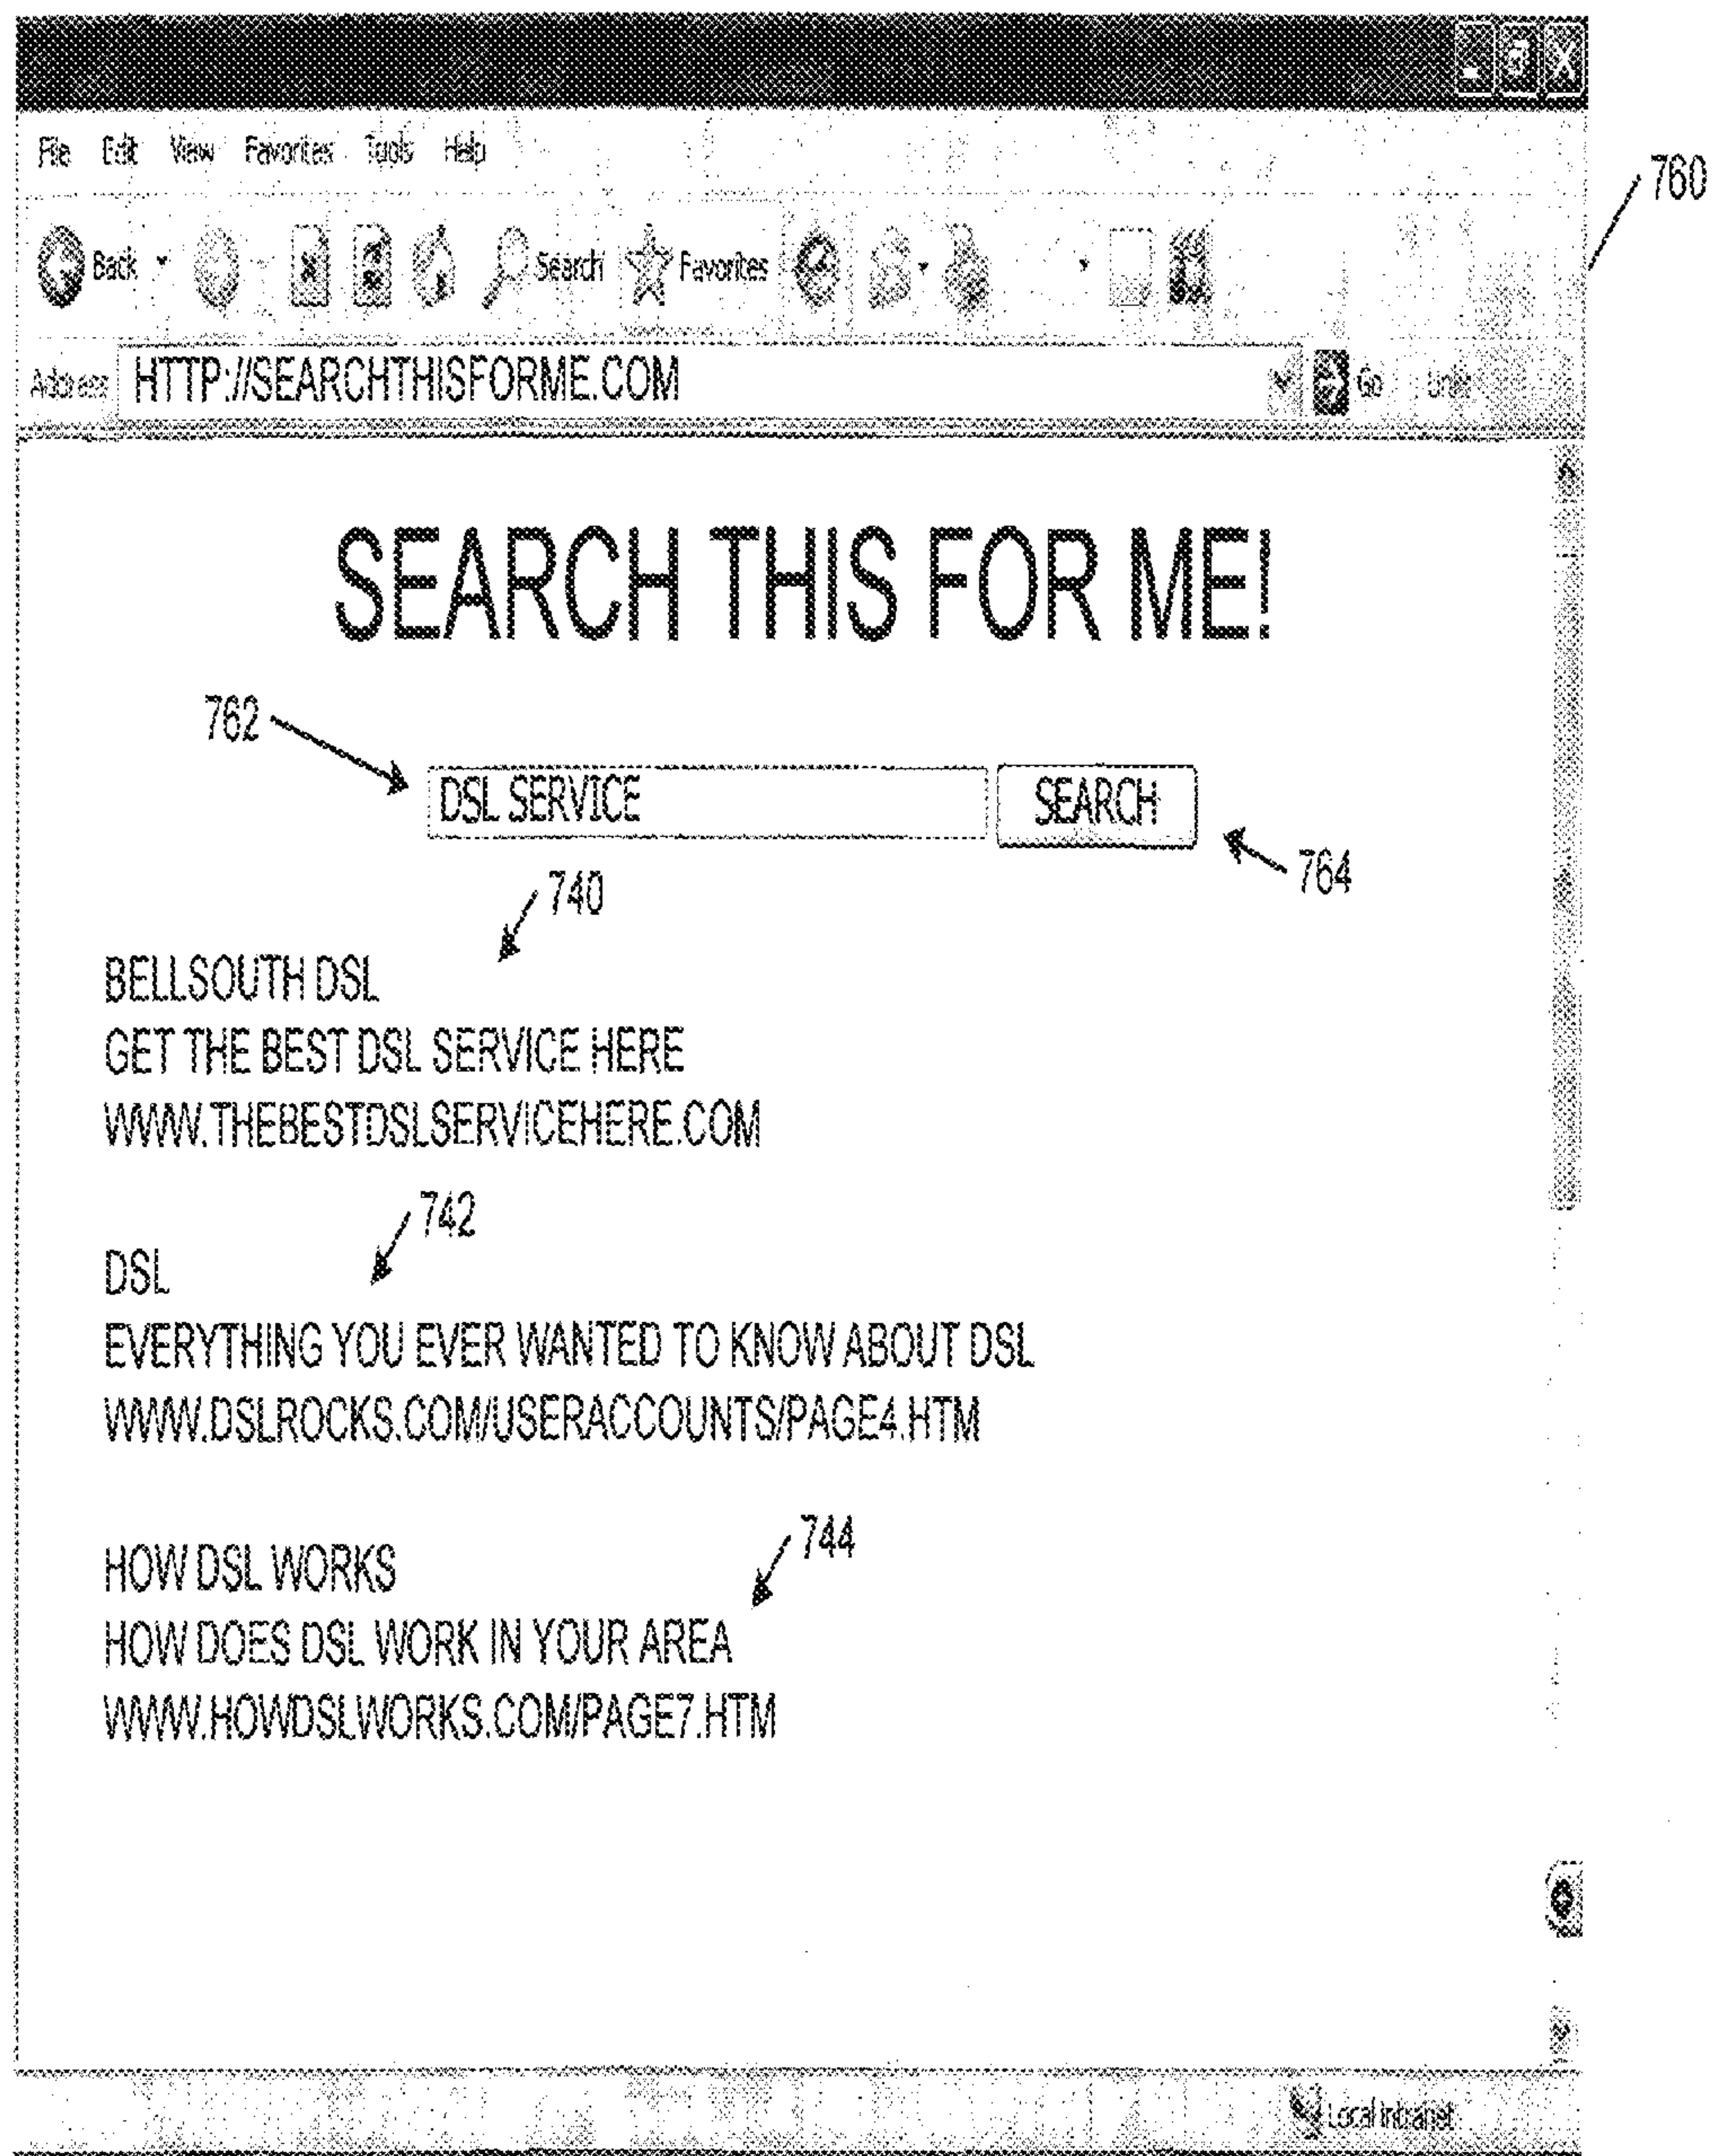 File Edit View Favorites Tools Help
760
Back Search Favorites
Address HTTP://SEARCHTHISFORME.COM Go Links
SEARCH THIS FOR ME!
762
DSL SERVICE SEARCH
764
740
BELLSOUTH DSL
GET THE BEST DSL SERVICE HERE
WWW.THEBESTDSLSERVICEHERE.COM
742
DSL
EVERYTHING YOU EVER WANTED TO KNOW ABOUT DSL
WWW.DSLROCKS.COM/USERACCOUNTS/PAGE4.HTM
744
HOW DSL WORKS
HOW DOES DSL WORK IN YOUR AREA
WWW.HOWDSLWORKS.COM/PAGE7.HTM
Local intranet